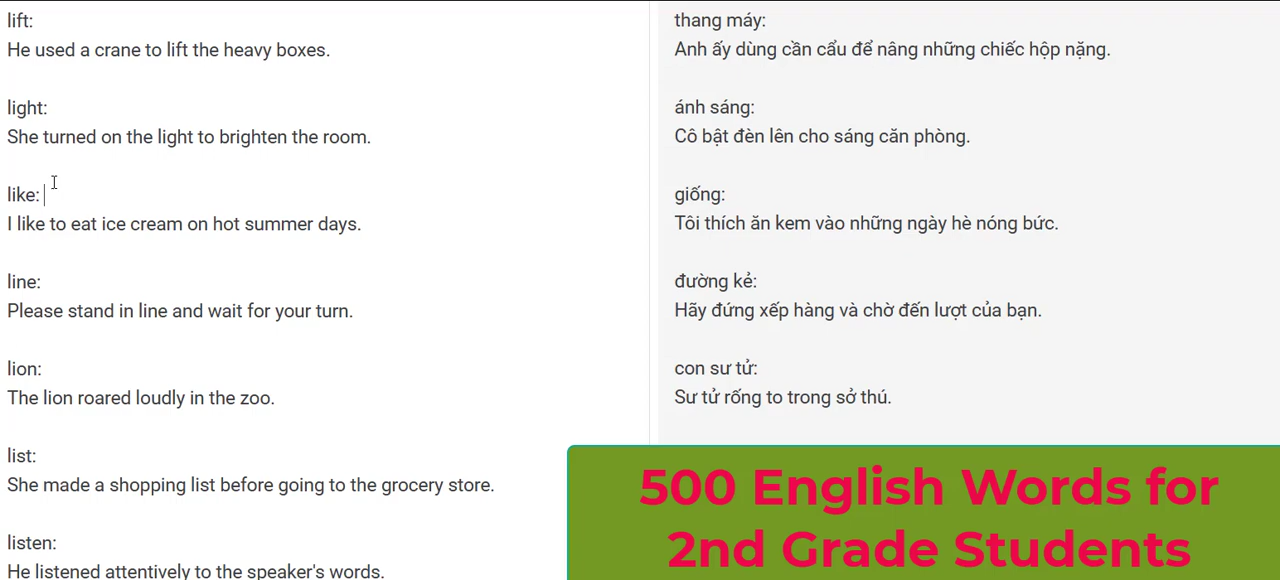 lift:
He used a crane to lift the heavy boxes.
light:
She turned on the light to brighten the room.
like:
I like to eat ice cream on hot summer days.
line:
Please stand in line and wait for your turn.
lion:
The lion roared loudly in the zoo.
list:
She made a shopping list before going to the grocery store.
listen:
He listened attentively to the speaker's words.
thang máy:
Anh ấy dùng cần cẩu để nâng những chiếc hộp nặng.
ánh sáng:
Cô bật đèn lên cho sáng căn phòng.
giống:
Tôi thích ăn kem vào những ngày hè nóng bức.
đường kẻ:
Hãy đứng xếp hàng và chờ đến lượt của bạn.
con sư tử:
Sư tử rống to trong sở thú.
500 English Words for
2nd Grade Students